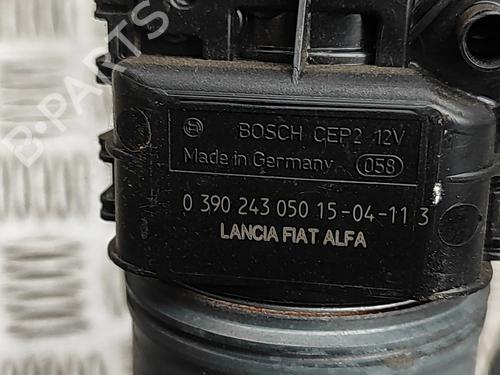 BOSCH CEP2 12V
Made in Germany 058
0 390 243 050 15-04-11 3
LANCIA FIAT ALFA
B-PARTS